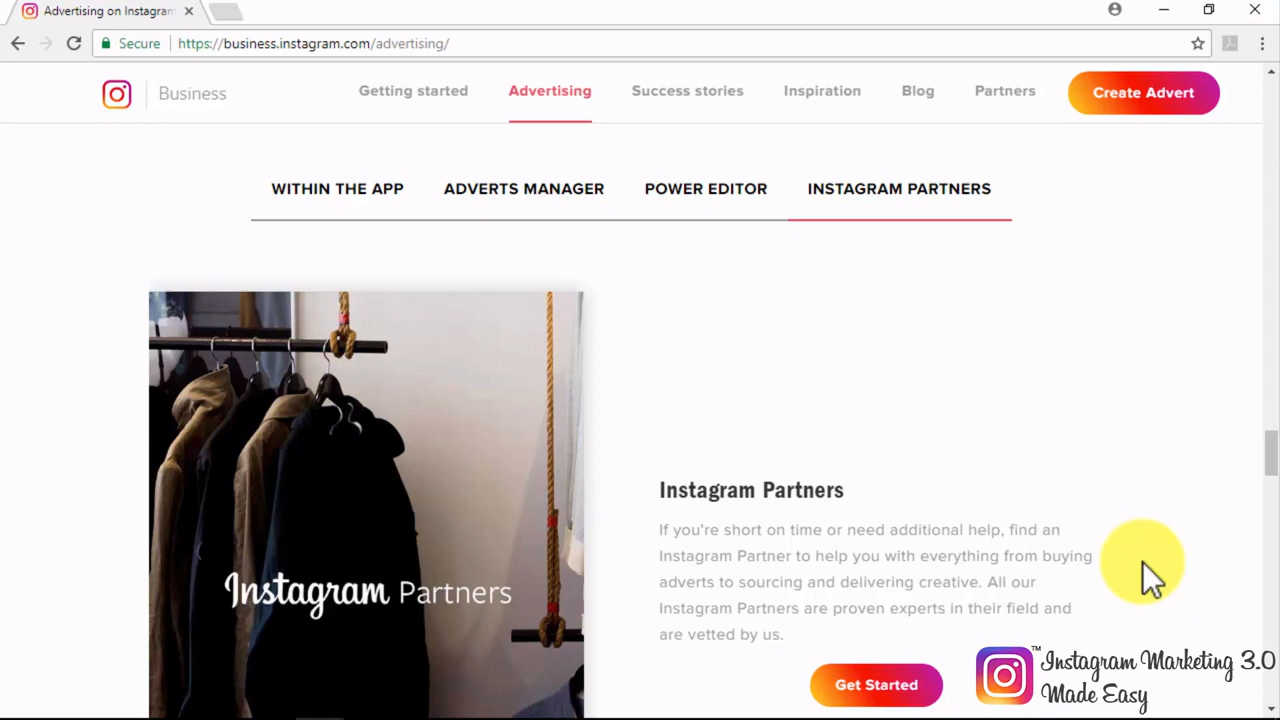 Advertising on Instagram
Secure
https://business.instagram.com/advertising/
Business
Getting started
Advertising
Success stories
Inspiration
Blog
Partners
Create Advert
WITHIN THE APP
ADVERTS MANAGER
POWER EDITOR
INSTAGRAM PARTNERS
Instagram Partners
Instagram Partners
If you're short on time or need additional help, find an
Instagram Partner to help you with everything from buying
adverts to sourcing and delivering creative. All our
Instagram Partners are proven experts in their field and
are vetted by us.
Get Started
™Instagram Marketing 3.0
Made Easy